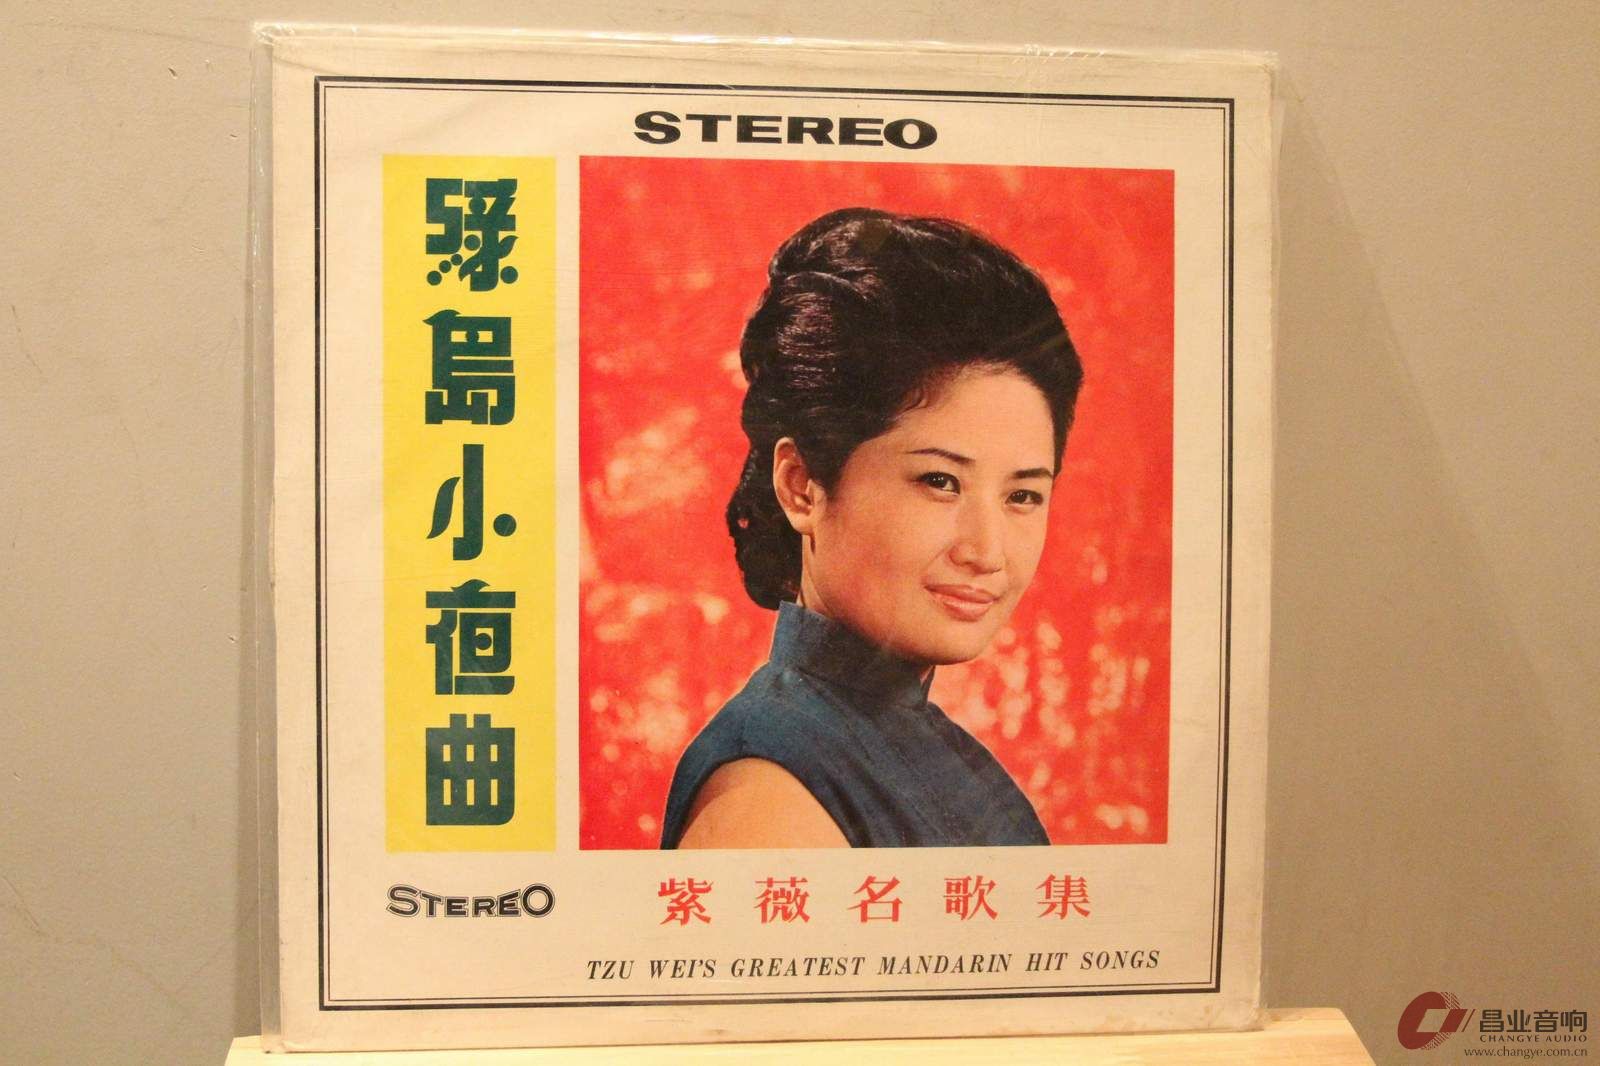 STEREO
綠島小夜曲
STEREO
紫薇名歌集
TZU WEI'S GREATEST MANDARIN HIT SONGS
昌业音响
CHANGYE AUDIO
www.changye.com.cn